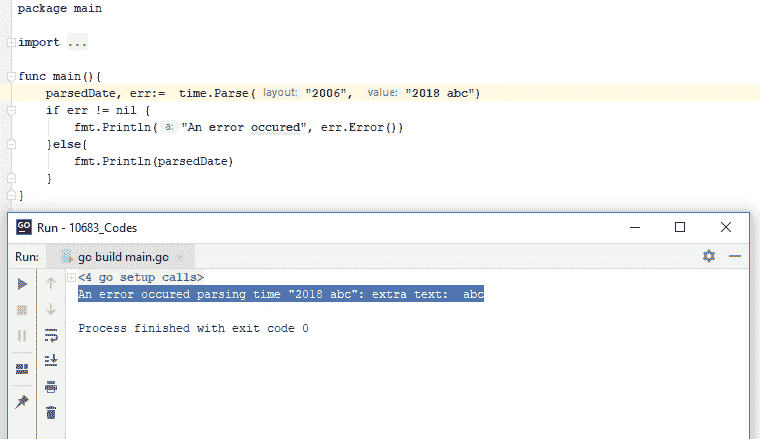 package main
import ...
func main(){
parsedDate, err:= time.Parse( layout: "2006", value: "2018 abc")
if err != nil {
fmt.Println( a: "An error occured", err.Error())
}else{
fmt.Println(parsedDate)
}
}
GO Run - 10683_Codes
Run: go build main.go
<4 go setup calls>
An error occured parsing time "2018 abc": extra text:  abc
Process finished with exit code 0